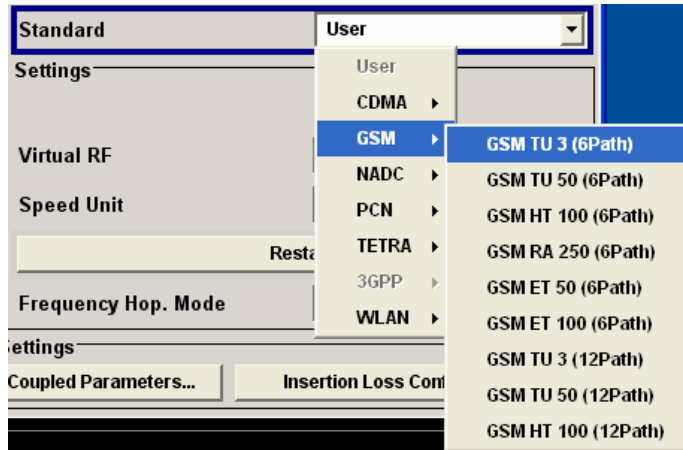 Standard
User
Settings
User
CDMA
GSM
GSM TU 3 (6Path)
Virtual RF
NADC
GSM TU 50 (6Path)
Speed Unit
PCN
GSM HT 100 (6Path)
TETRA
GSM RA 250 (6Path)
3GPP
GSM ET 50 (6Path)
Frequency Hop. Mode
WLAN
GSM ET 100 (6Path)
GSM TU 3 (12Path)
Coupled Parameters...
Insertion Loss
GSM TU 50 (12Path)
GSM HT 100 (12Path)